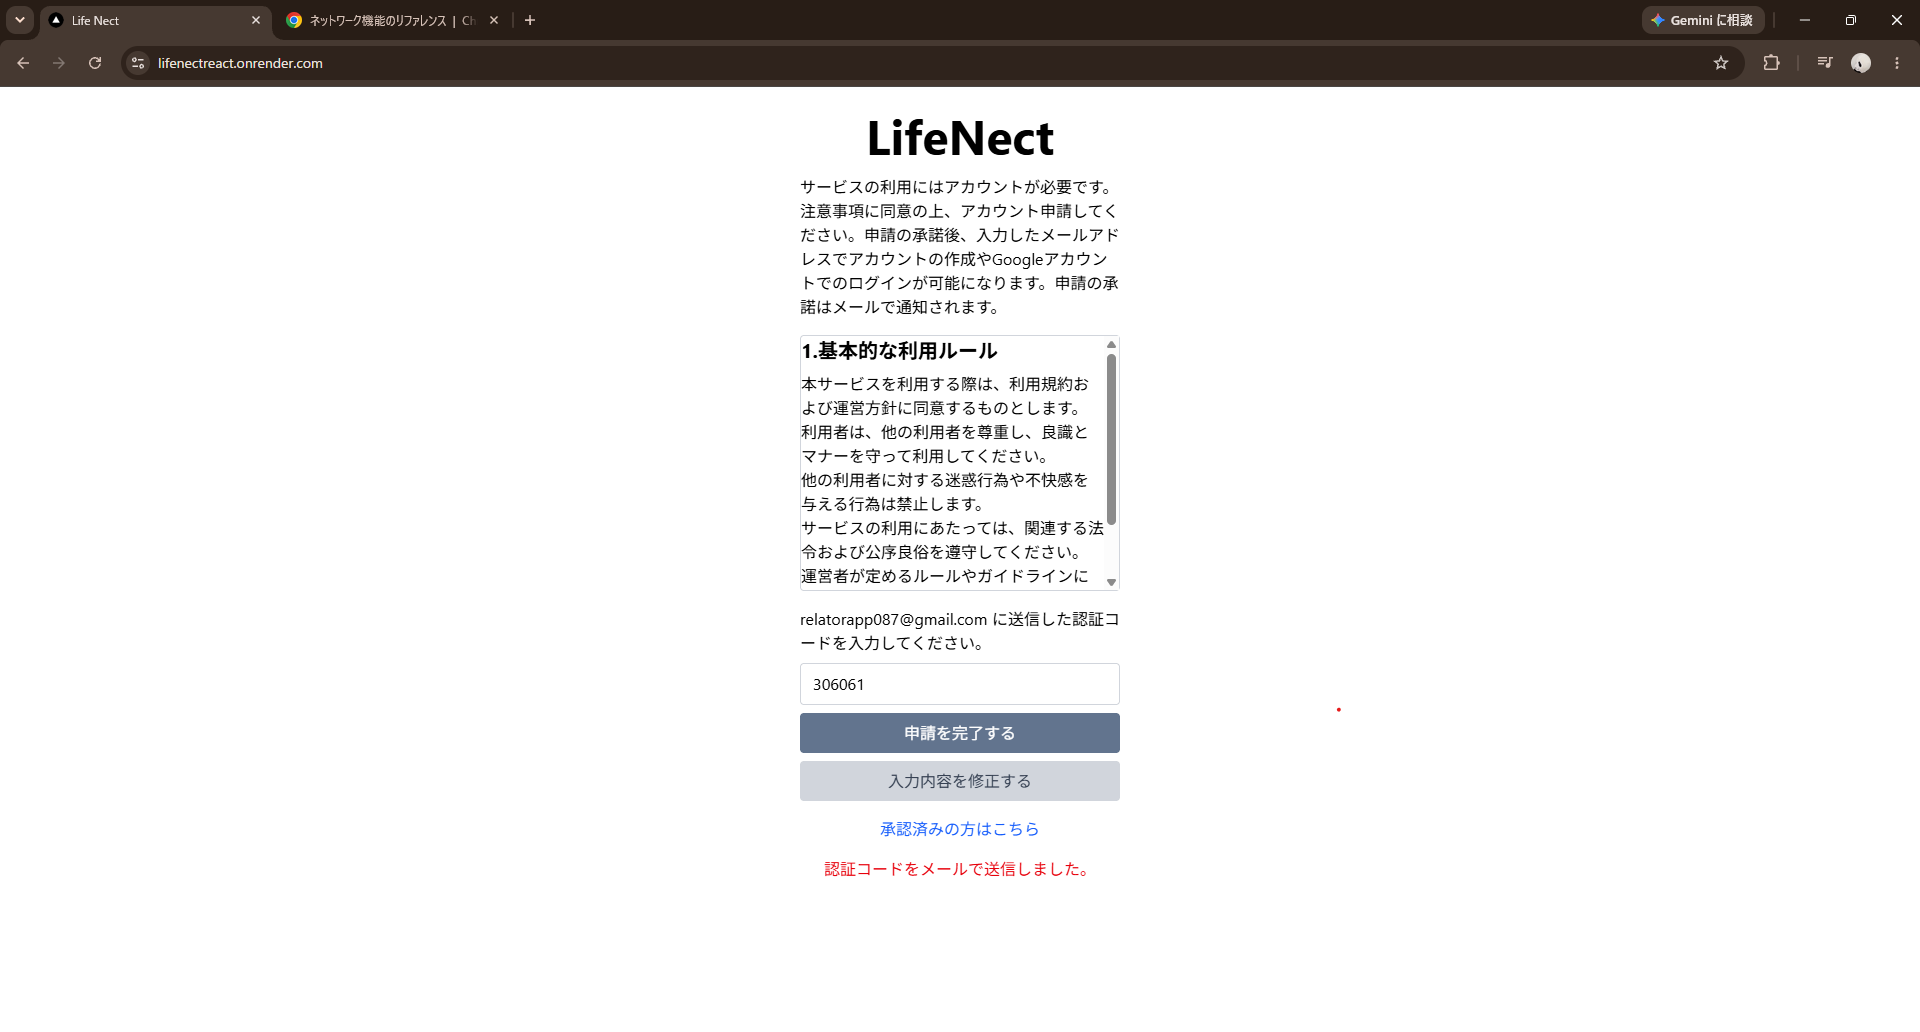 Life Nect
ネットワーク機能のリファレンス | Ch
Gemini に相談
lifenectreact.onrender.com
LifeNect
サービスの利用にはアカウントが必要です。
注意事項に同意の上、アカウント申請してく
ださい。申請の承諾後、入力したメールアド
レスでアカウントの作成やGoogleアカウン
トでのログインが可能になります。申請の承
諾はメールで通知されます。
1.基本的な利用ルール
本サービスを利用する際は、利用規約お
よび運営方針に同意するものとします。
利用者は、他の利用者を尊重し、良識と
マナーを守って利用してください。
他の利用者に対する迷惑行為や不快感を
与える行為は禁止します。
サービスの利用にあたっては、関連する法
令および公序良俗を遵守してください。
運営者が定めるルールやガイドラインに
relatorapp087@gmail.com に送信した認証コ
ードを入力してください。
306061
申請を完了する
入力内容を修正する
承認済みの方はこちら
認証コードをメールで送信しました。